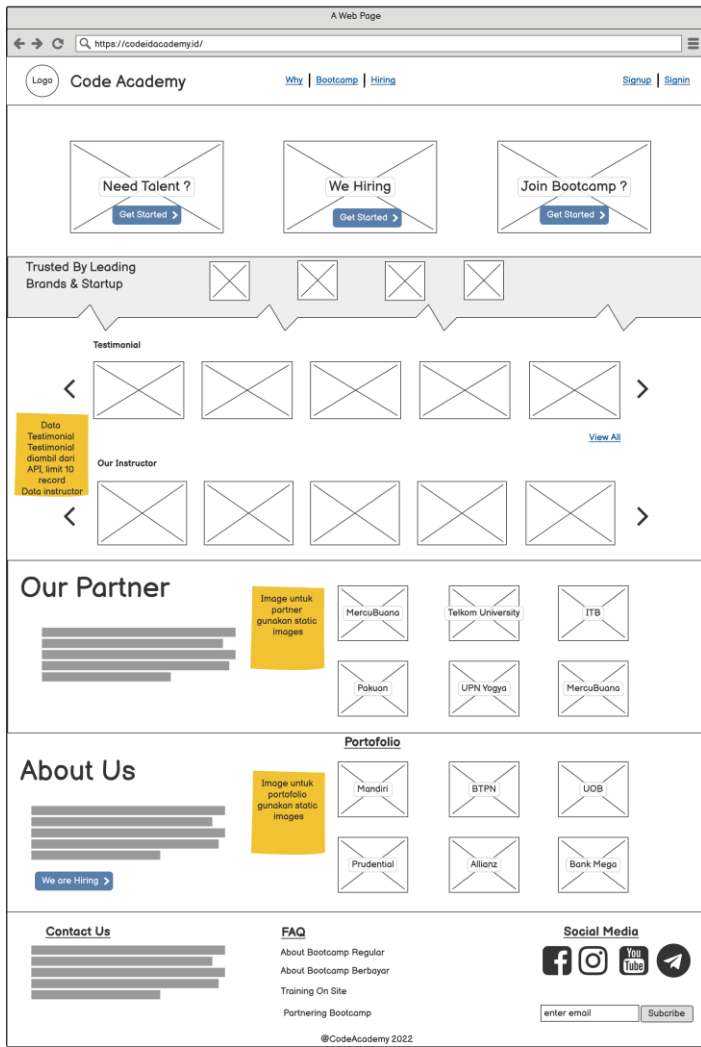 A Web Page
https://codeidacademy.id/
Logo
Code Academy
Why | Bootcamp | Hiring
Signup | Signin
Need Talent ?
Get Started
We Hiring
Get Started
Join Bootcamp ?
Get Started
Trusted By Leading
Brands & Startup
Testimonial
Data
Testimonial
Testimonial
diambil dari
API, limit 10
record
Data instructor
View All
Our Instructor
Our Partner
Image untuk
partner
gunakan static
images
MercuBuana
Telkom University
ITB
Pakuan
UPN Yogya
MercuBuana
About Us
Portofolio
Image untuk
portofolio
gunakan static
images
Mandiri
BTPN
UOB
Prudential
Allianz
Bank Mega
We are Hiring
Contact Us
FAQ
About Bootcamp Regular
About Bootcamp Berbayar
Training On Site
Partnering Bootcamp
Social Media
You
Tube
enter email
Subcribe
@CodeAcademy 2022